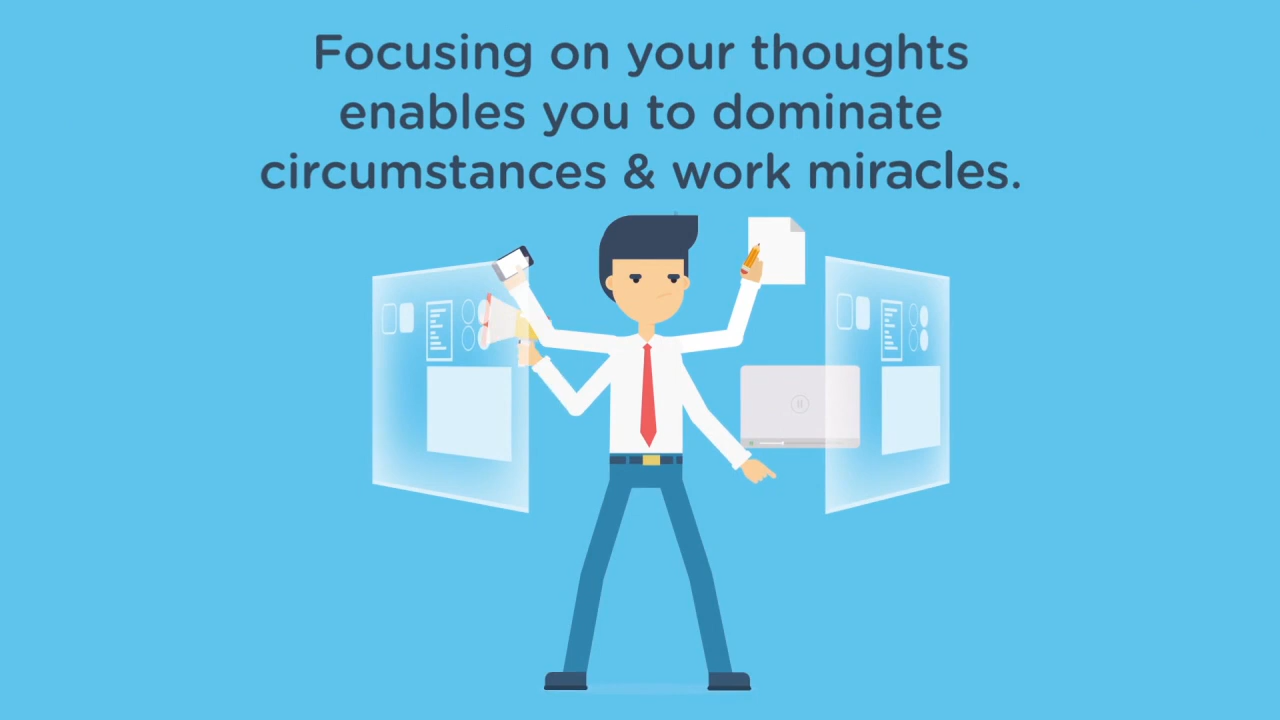 Focusing on your thoughts
enables you to dominate
circumstances & work miracles.